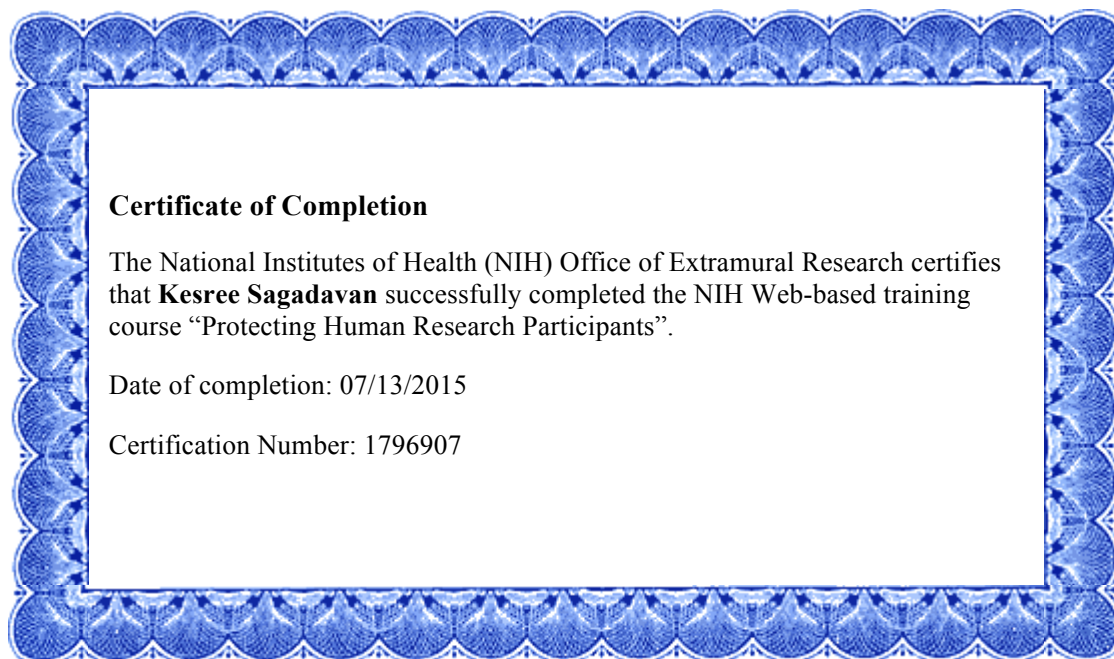 Certificate of Completion
The National Institutes of Health (NIH) Office of Extramural Research certifies
that Kesree Sagadavan successfully completed the NIH Web-based training
course “Protecting Human Research Participants”.
Date of completion: 07/13/2015
Certification Number: 1796907